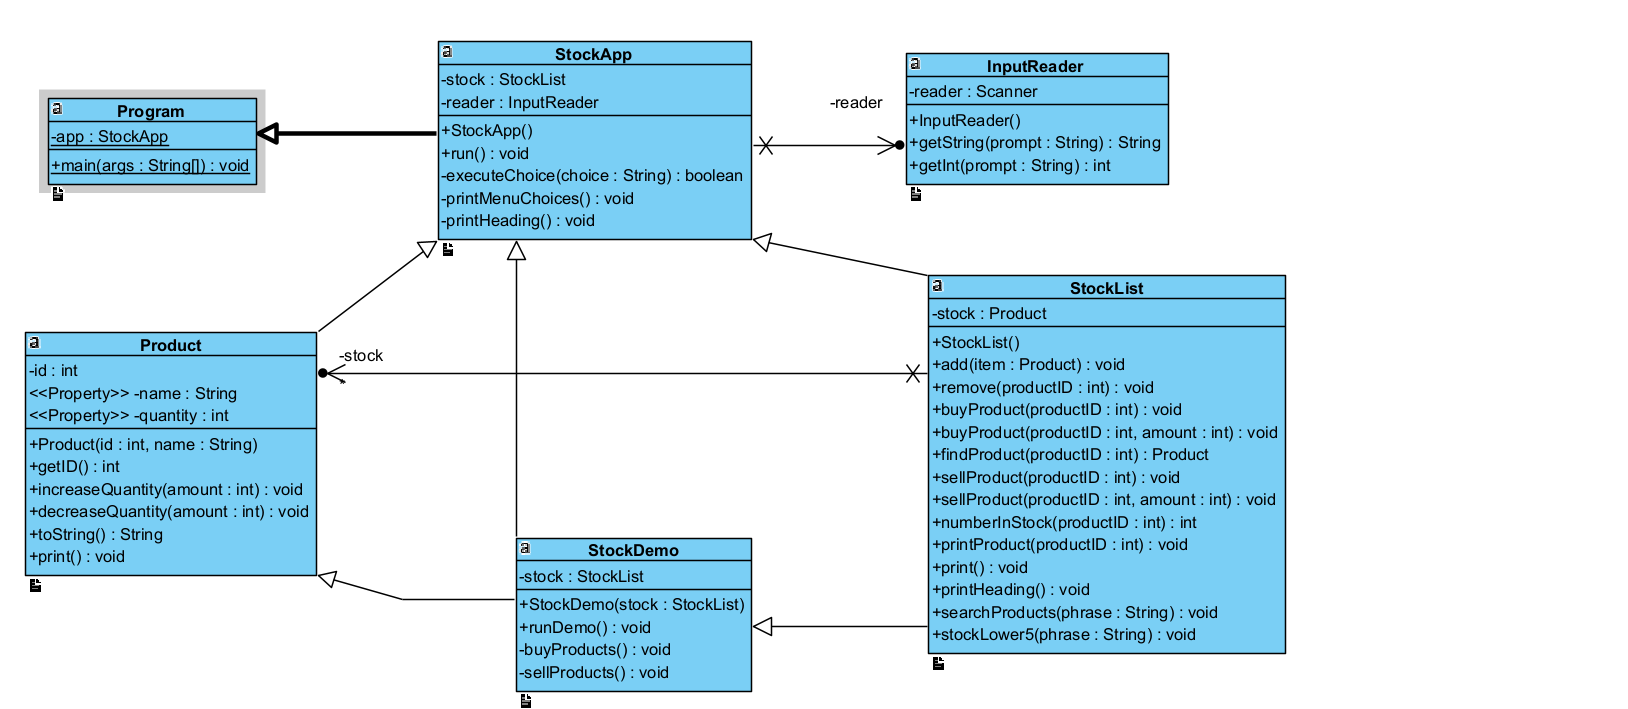 Program
-app : StockApp
+main(args : String[]) : void
StockApp
-stock : StockList
-reader : InputReader
+StockApp()
+run() : void
-executeChoice(choice : String) : boolean
-printMenuChoices() : void
-printHeading() : void
-reader
InputReader
-reader : Scanner
+InputReader()
+getString(prompt : String) : String
+getInt(prompt : String) : int
Product
-id : int
<<Property>> -name : String
<<Property>> -quantity : int
+Product(id : int, name : String)
+getID() : int
+increaseQuantity(amount : int) : void
+decreaseQuantity(amount : int) : void
+toString() : String
+print() : void
-stock
*
StockDemo
-stock : StockList
+StockDemo(stock : StockList)
+runDemo() : void
-buyProducts() : void
-sellProducts() : void
StockList
-stock : Product
+StockList()
+add(item : Product) : void
+remove(productID : int) : void
+buyProduct(productID : int) : void
+buyProduct(productID : int, amount : int) : void
+findProduct(productID : int) : Product
+sellProduct(productID : int) : void
+sellProduct(productID : int, amount : int) : void
+numberInStock(productID : int) : int
+printProduct(productID : int) : void
+print() : void
+printHeading() : void
+searchProducts(phrase : String) : void
+stockLower5(phrase : String) : void